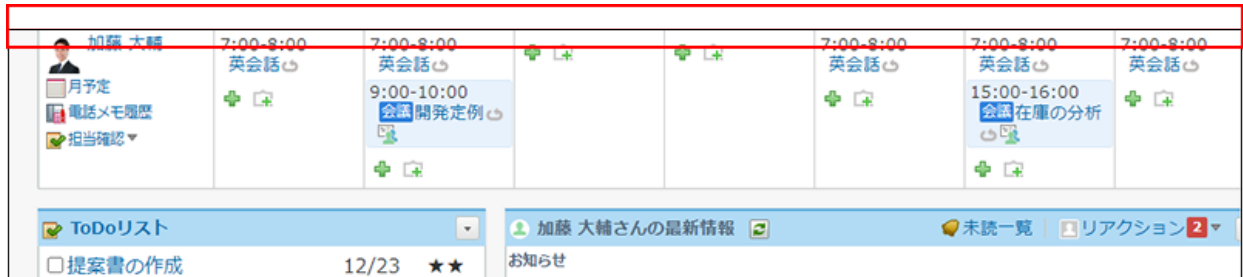 加藤 大輔
7:00-8:00
7:00-8:00
7:00-8:00
7:00-8:00
7:00-8:00
英会話
英会話
英会話
英会話
英会話
月予定
9:00-10:00
15:00-16:00
電話メモ履歴
会議 開発定例
会議 在庫の分析
担当確認▼
ToDoリスト
加藤 大輔さんの最新情報
未読一覧
リアクション 2
提案書の作成 12/23 ★★
お知らせ